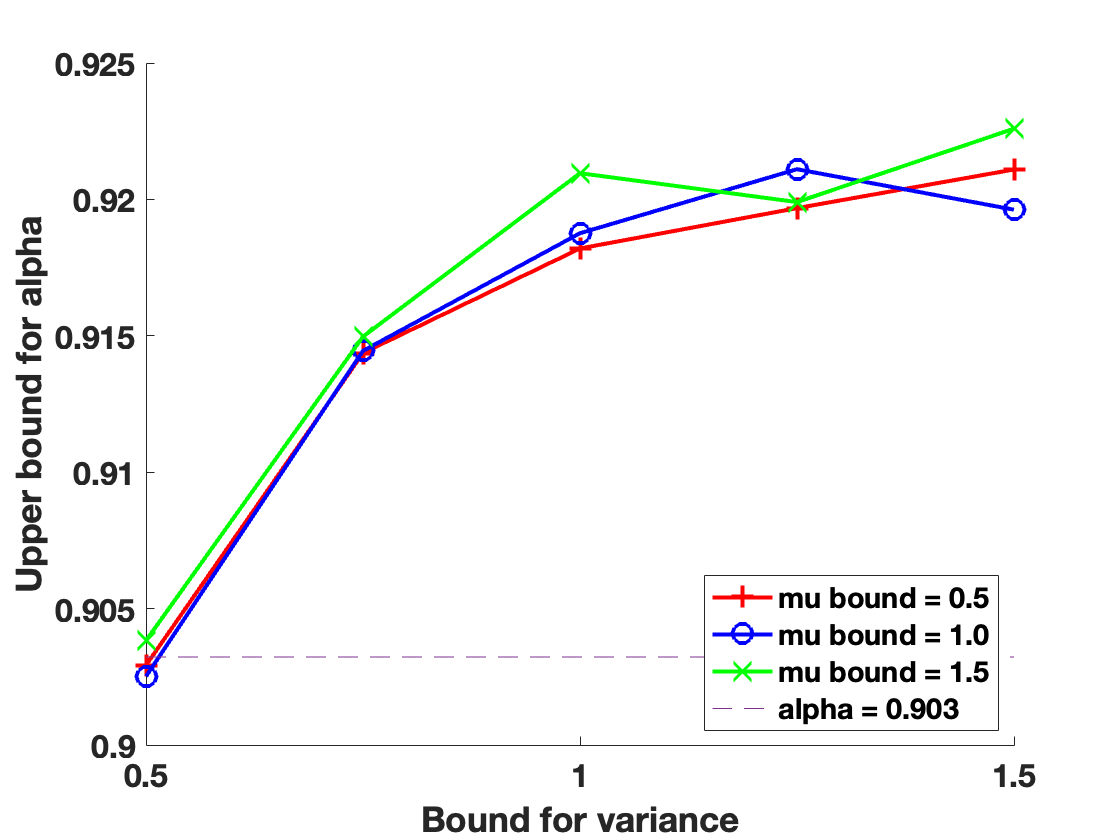 0.925
0.92
0.915
0.91
0.905
0.9
Upper bound for alpha
0.5
1
1.5
Bound for variance
mu bound = 0.5
mu bound = 1.0
mu bound = 1.5
alpha = 0.903